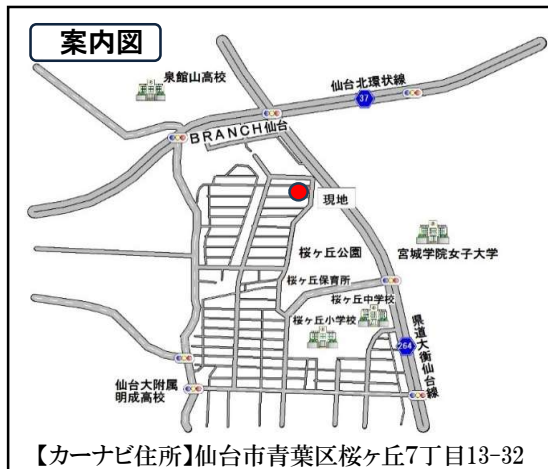 案内図
泉館山高校
仙台北環状線
37
BRANCH仙台
現地
桜ヶ丘公園
宮城学院女子大学
桜ヶ丘保育所
桜ヶ丘中学校
桜ヶ丘小学校
県道大衡仙台線
264
仙台大附属
明成高校
【カーナビ住所】仙台市青葉区桜ヶ丘7丁目13-32